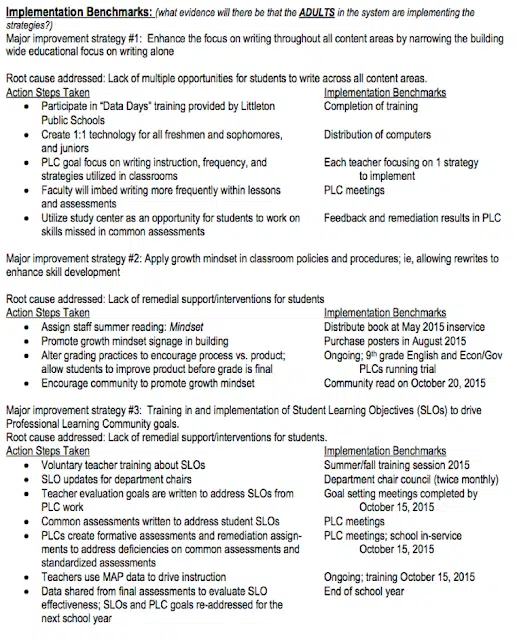 Implementation Benchmarks: (what evidence will there be that the ADULTS in the system are implementing the
strategies?)
Major improvement strategy #1:  Enhance the focus on writing throughout all content areas by narrowing the building
wide educational focus on writing alone
Root cause addressed: Lack of multiple opportunities for students to write across all content areas.
Action Steps Taken Implementation Benchmarks
• Participate in “Data Days” training provided by Littleton Completion of training
Public Schools
• Create 1:1 technology for all freshmen and sophomores, Distribution of computers
and juniors
• PLC goal focus on writing instruction, frequency, and Each teacher focusing on 1 strategy
strategies utilized in classrooms to implement
• Faculty will imbed writing more frequently within lessons PLC meetings
and assessments
• Utilize study center as an opportunity for students to work on Feedback and remediation results in PLC
skills missed in common assessments
Major improvement strategy #2: Apply growth mindset in classroom policies and procedures; ie, allowing rewrites to
enhance skill development
Root cause addressed: Lack of remedial support/interventions for students
Action Steps Taken Implementation Benchmarks
• Assign staff summer reading: Mindset Distribute book at May 2015 inservice
• Promote growth mindset signage in building Purchase posters in August 2015
• Alter grading practices to encourage process vs. product; Ongoing; 9th grade English and Econ/Gov
allow students to improve product before grade is final PLCs running trial
• Encourage community to promote growth mindset Community read on October 20, 2015
Major improvement strategy #3:  Training in and implementation of Student Learning Objectives (SLOs) to drive
Professional Learning Community goals.
Root cause addressed: Lack of remedial support/interventions for students.
Action Steps Taken Implementation Benchmarks
• Voluntary teacher training about SLOs Summer/fall training session 2015
• SLO updates for department chairs Department chair council (twice monthly)
• Teacher evaluation goals are written to address SLOs from Goal setting meetings completed by
PLC work October 15, 2015
• Common assessments written to address student SLOs PLC meetings
• PLCs create formative assessments and remediation assign- PLC meetings; school in-service
ments to address deficiencies on common assessments and October 15, 2015
standardized assessments
• Teachers use MAP data to drive instruction Ongoing; training October 15, 2015
• Data shared from final assessments to evaluate SLO End of school year
effectiveness; SLOs and PLC goals re-addressed for the
next school year